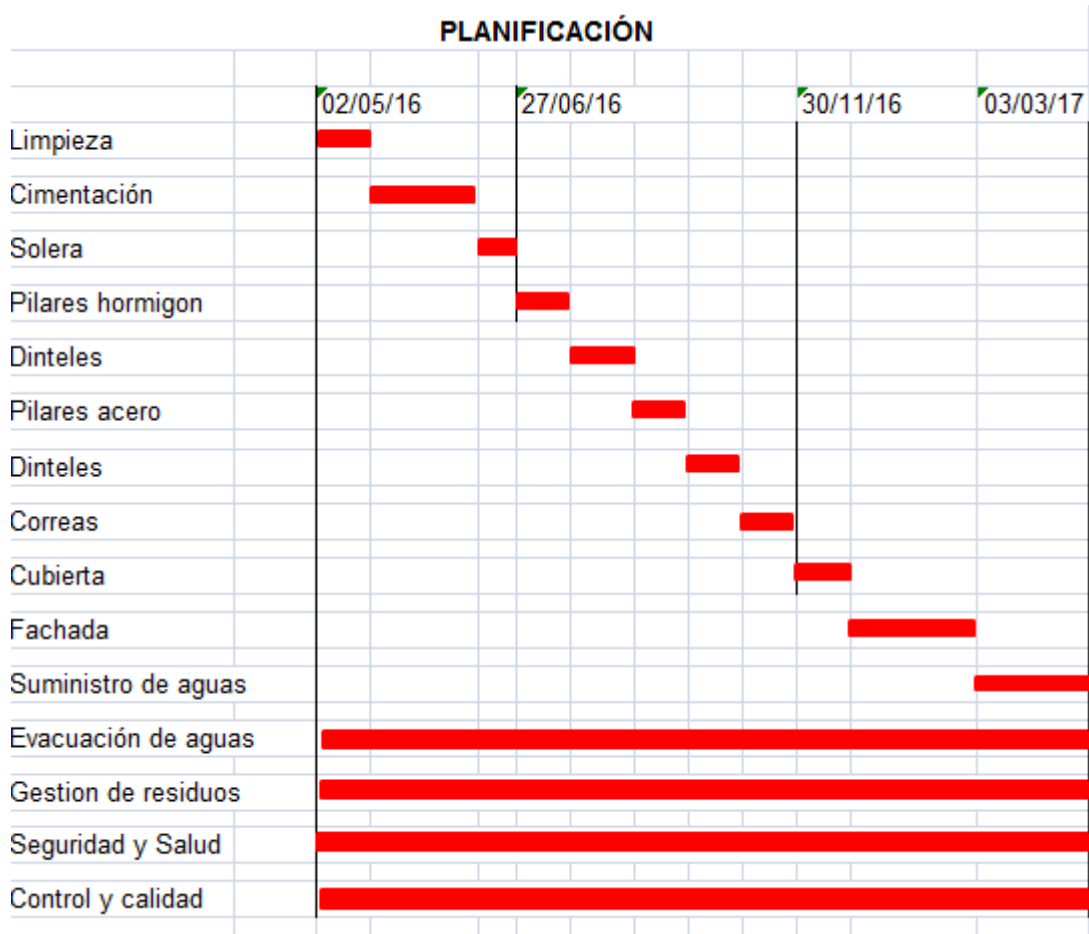 PLANIFICACIÓN
02/05/16 27/06/16 30/11/16 03/03/17
Limpieza
Cimentación
Solera
Pilares hormigon
Dinteles
Pilares acero
Dinteles
Correas
Cubierta
Fachada
Suministro de aguas
Evacuación de aguas
Gestion de residuos
Seguridad y Salud
Control y calidad